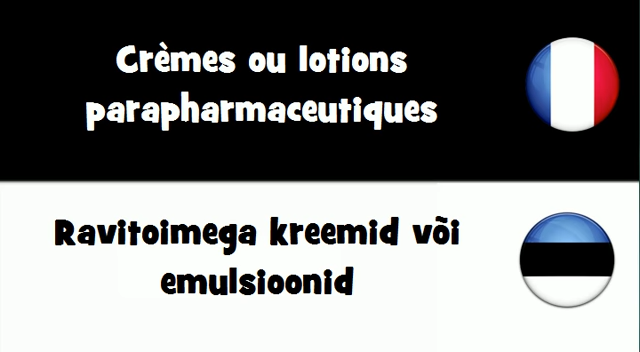 Crèmes ou lotions
parapharmaceutiques
Ravitoimega kreemid või
emulsioonid